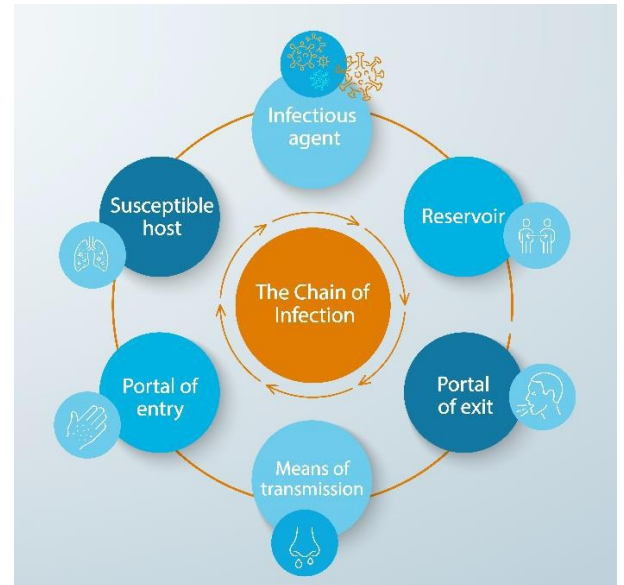 Infectious
agent
Reservoir
Portal
of exit
Means of
transmission
Portal of
entry
Susceptible
host
The Chain of
Infection